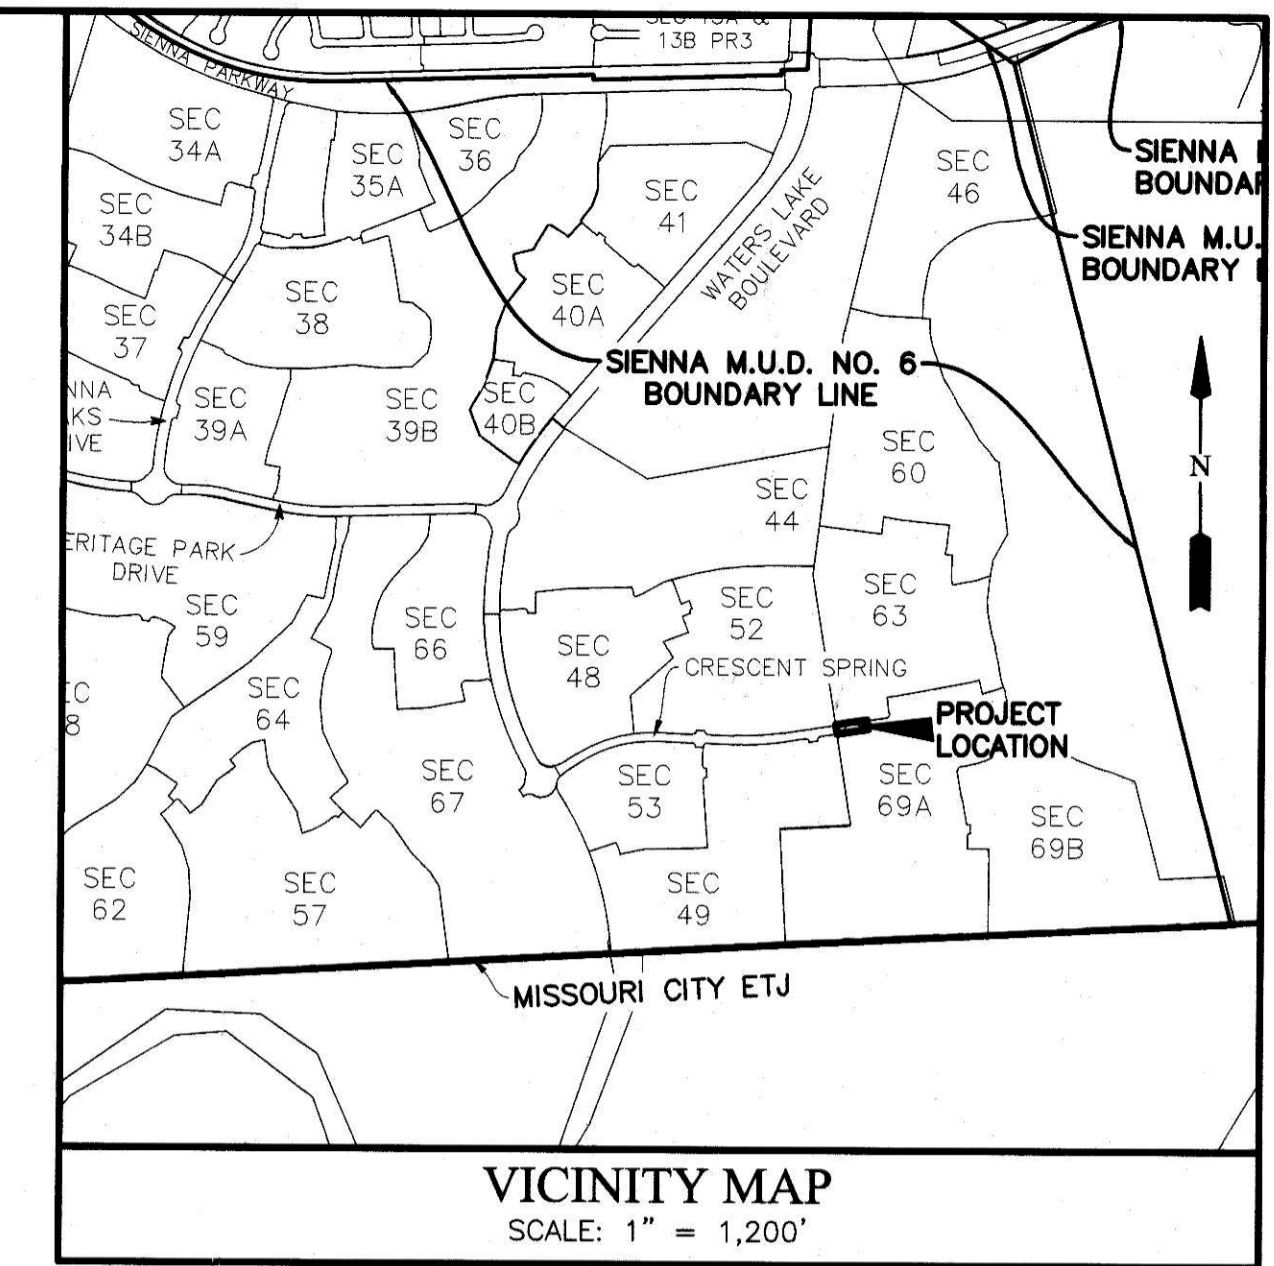 13B PR3
SIENNA PARKWAY
SEC
34A
SEC
35A
SEC
36
SEC
41
SEC
46
SIENNA
BOUNDAR
SIENNA M.U.
BOUNDARY
SEC
34B
WATERS LAKE
BOULEVARD
SEC
37
SEC
38
SEC
40A
SIENNA M.U.D. NO. 6
BOUNDARY LINE
NNA
AKS
IVE
SEC
39A
SEC
39B
SEC
40B
SEC
60
N
SEC
44
ERITAGE PARK
DRIVE
SEC
59
SEC
66
SEC
48
SEC
52
SEC
63
CRESCENT SPRING
EC
8
SEC
64
PROJECT
LOCATION
SEC
67
SEC
53
SEC
69A
SEC
69B
SEC
62
SEC
57
SEC
49
MISSOURI CITY ETJ
VICINITY MAP
SCALE: 1" = 1,200'